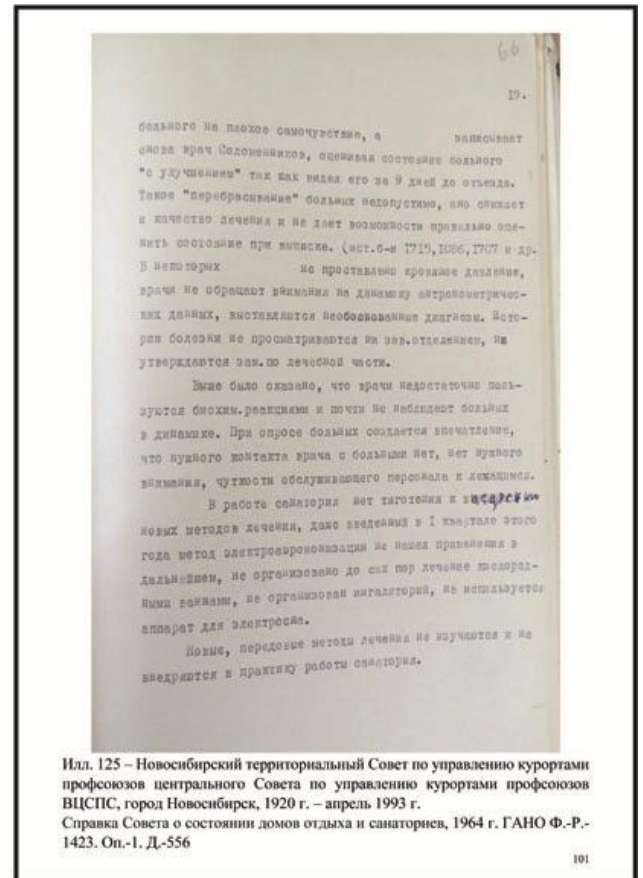 66
19.
больного на плохое самочувствие, а записывает
снова врач Соломенников, оценивая состояние больного
"с улучшением" так как видел его за 9 дней до отъезда.
Такое "перебрасывание" больных недопустимо, оно снижает
и качество лечения и не дает возможности правильно оце-
нить состояние при выписке. (ист.б-и 1715,1086,1707 и др.
В некоторых не проставлено кровяное давление,
врачи не обращают внимания на динамику антропометричес-
ких данных, выставляются необоснованные диагнозы. Исто-
рии болезни не просматриваются ни зав.отделением, ни
утверждаются зам.по лечебной части.
Выше было сказано, что врачи недостаточно поль-
зуются биохим.реакциями и почти не наблюдают больных
в динамике. При опросе больных создается впечатление,
что нужного контакта врача с больными нет, нет нужного
внимания, чуткости обслуживающего персонала к лежащимся.
В работе санатория нет тяготения к
новых методов лечения, даже введенный в I квартале этого
года метод электроаэроионизации не нашел применения в
дальнейшем, не организовано до сих пор лечение кислород-
ными ваннами, не организован ингаляторий, не используется
аппарат для электросна.
Новые, передовые методы лечения не изучаются и не
внедряются в практику работы санатория.
Илл. 125 – Новосибирский территориальный Совет по управлению курортами
профсоюзов центрального Совета по управлению курортами профсоюзов
ВЦСПС, город Новосибирск, 1920 г. – апрель 1993 г.
Справка Совета о состоянии домов отдыха и санаториев, 1964 г. ГАНО Ф.-Р.-
1423. Оп.-1. Д.-556
101